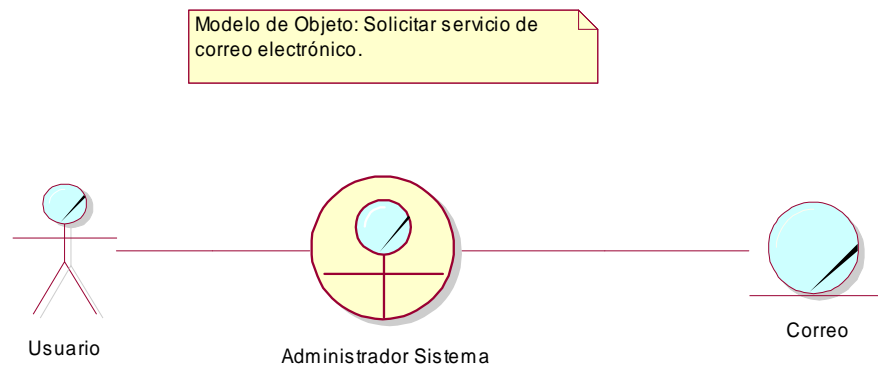 Modelo de Objeto: Solicitar servicio de
correo electrónico.
Usuario
Administrador Sistema
Correo